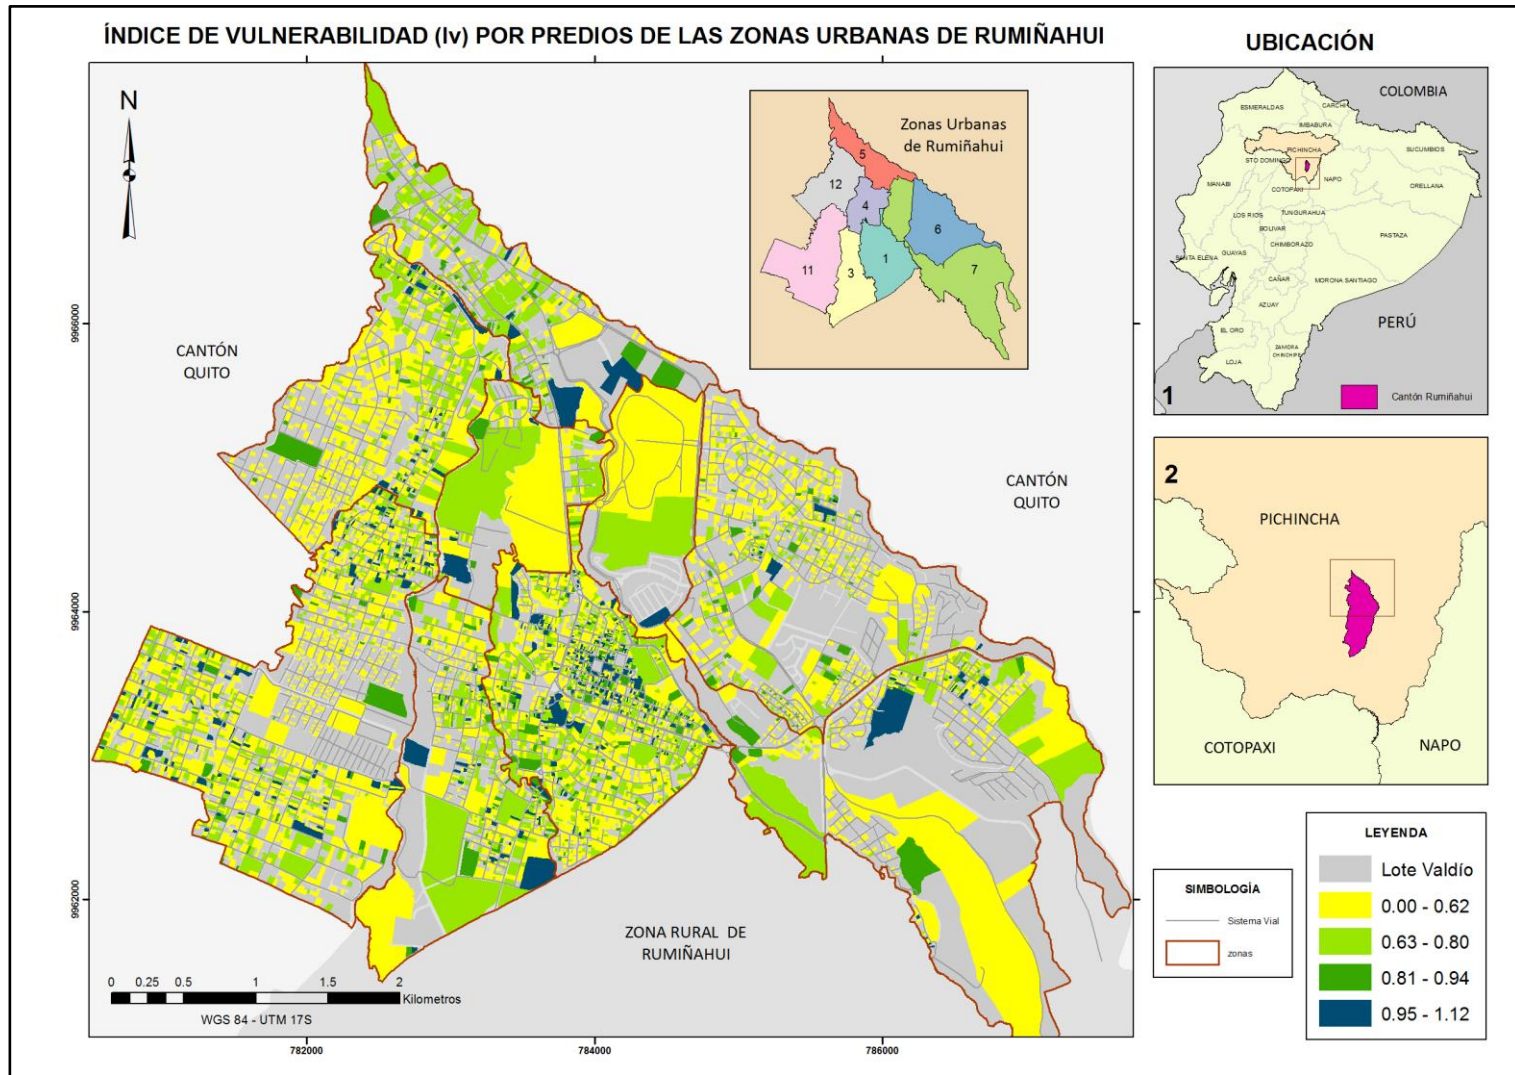 ÍNDICE DE VULNERABILIDAD (Iv) POR PREDIOS DE LAS ZONAS URBANAS DE RUMIÑAHUI
N
CANTÓN
QUITO
CANTÓN
QUITO
ZONA RURAL DE
RUMIÑAHUI
Zonas Urbanas
de Rumiñahui
5
12
4
6
11
3
1
7
9966000
9964000
9962000
782000
784000
786000
0 0.25 0.5 1 1.5 2
Kilometros
WGS 84 - UTM 17S
UBICACIÓN
COLOMBIA
ESMERALDAS
CARCHI
IMBABURA
PICHINCHA
SUCUMBIOS
STO DOMINGO
NAPO
ORELLANA
MANABI
COTOPAXI
LOS RIOS
TUNGURAHUA
BOLIVAR
PASTAZA
CHIMBORAZO
SANTA ELENA
GUAYAS
CAÑAR
MORONA SANTIAGO
AZUAY
PERÚ
EL ORO
ZAMORA
CHINCHIPE
LOJA
1
Cantón Rumiñahui
2
PICHINCHA
COTOPAXI
NAPO
SIMBOLOGÍA
Sistema Vial
zonas
LEYENDA
Lote Valdío
0.00 - 0.62
0.63 - 0.80
0.81 - 0.94
0.95 - 1.12